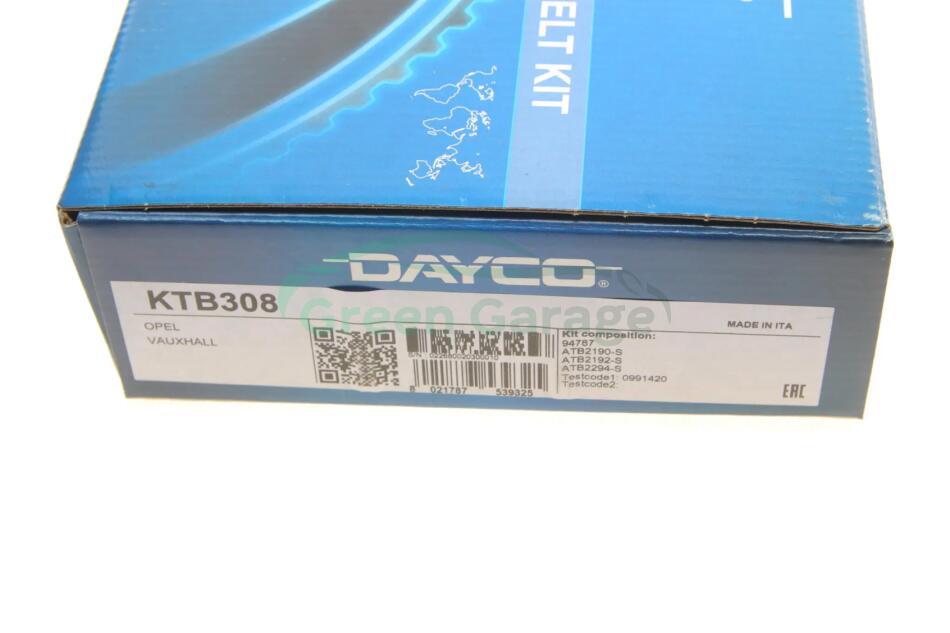 ELT KIT
DAYCO®
KTB308
OPEL
VAUXHALL
MADE IN ITA
Kit composition:
94787
ATB2190-S
ATB2192-S
ATB2294-S
Testcode1: 0991420
Testcode2:
S/N: 022680020300010
8 021787 539325
EAC
Green Garage